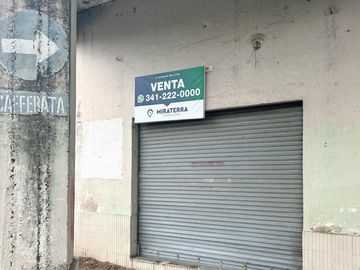 CAFFERATA
VENTA
341-222-0000
MIRATERRA